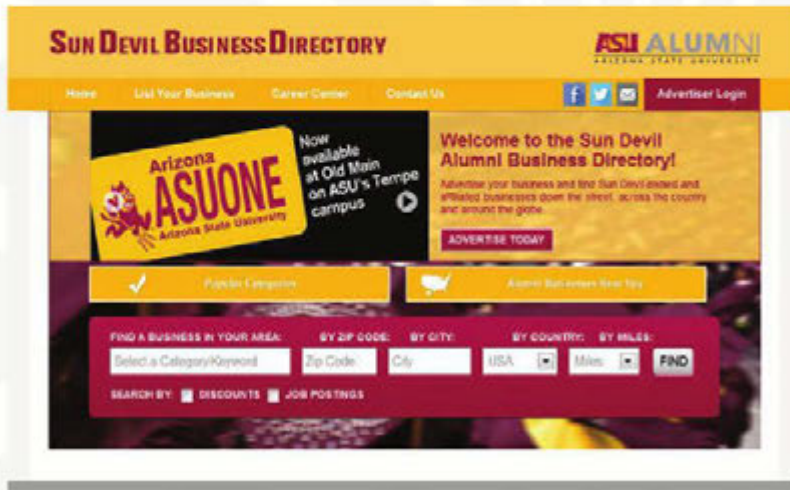 SUN DEVIL BUSINESS DIRECTORY
ASU ALUMNI
ARIZONA STATE UNIVERSITY
Home List Your Business Career Center Contact Us f Advertiser Login
Arizona
ASUONE
Arizona State University
Now
available
at Old Main
on ASU's Tempe
campus
Welcome to the Sun Devil
Alumni Business Directory!
Advertise your business and find Sun Devil-owned and
affiliated businesses down the street, across the country
and around the globe.
ADVERTISE TODAY
Popular Categories
Alumni Businesses Near You
FIND A BUSINESS IN YOUR AREA: BY ZIP CODE: BY CITY: BY COUNTRY: BY MILES:
Select a Category/Keyword Zip Code City USA Miles FIND
SEARCH BY: DISCOUNTS JOB POSTINGS